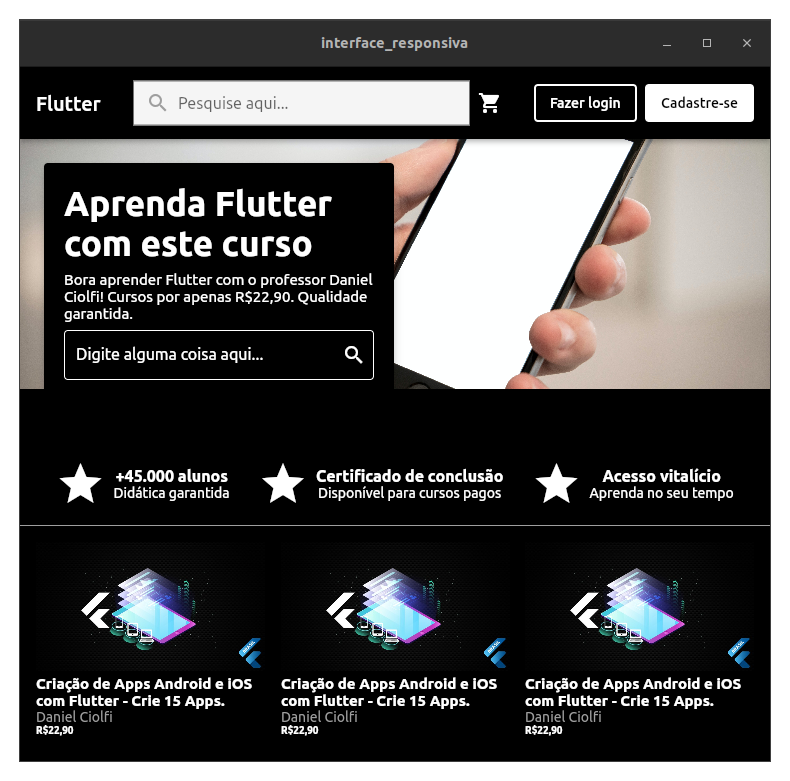 interface_responsiva
Flutter
Pesquise aqui...
Fazer login
Cadastre-se
Aprenda Flutter
com este curso
Bora aprender Flutter com o professor Daniel
Ciolfi! Cursos por apenas R$22,90. Qualidade
garantida.
Digite alguma coisa aqui...
+45.000 alunos
Didática garantida
Certificado de conclusão
Disponível para cursos pagos
Acesso vitalício
Aprenda no seu tempo
Criação de Apps Android e iOS
com Flutter - Crie 15 Apps.
Daniel Ciolfi
R$22,90
Criação de Apps Android e iOS
com Flutter - Crie 15 Apps.
Daniel Ciolfi
R$22,90
Criação de Apps Android e iOS
com Flutter - Crie 15 Apps.
Daniel Ciolfi
R$22,90